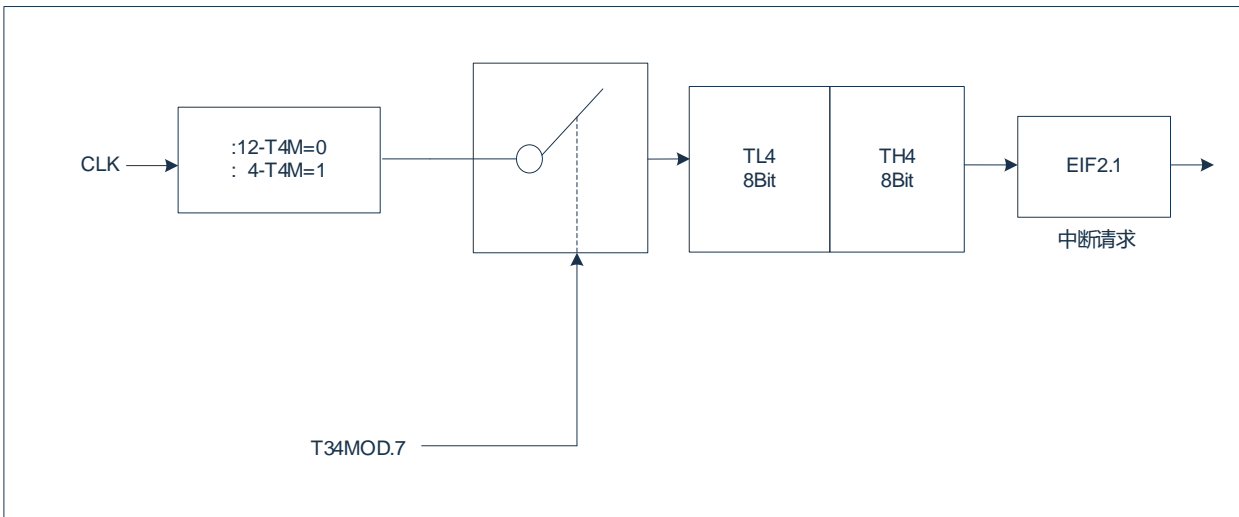 CLK
:12-T4M=0
: 4-T4M=1
TL4
8Bit
TH4
8Bit
EIF2.1
中断请求
T34MOD.7